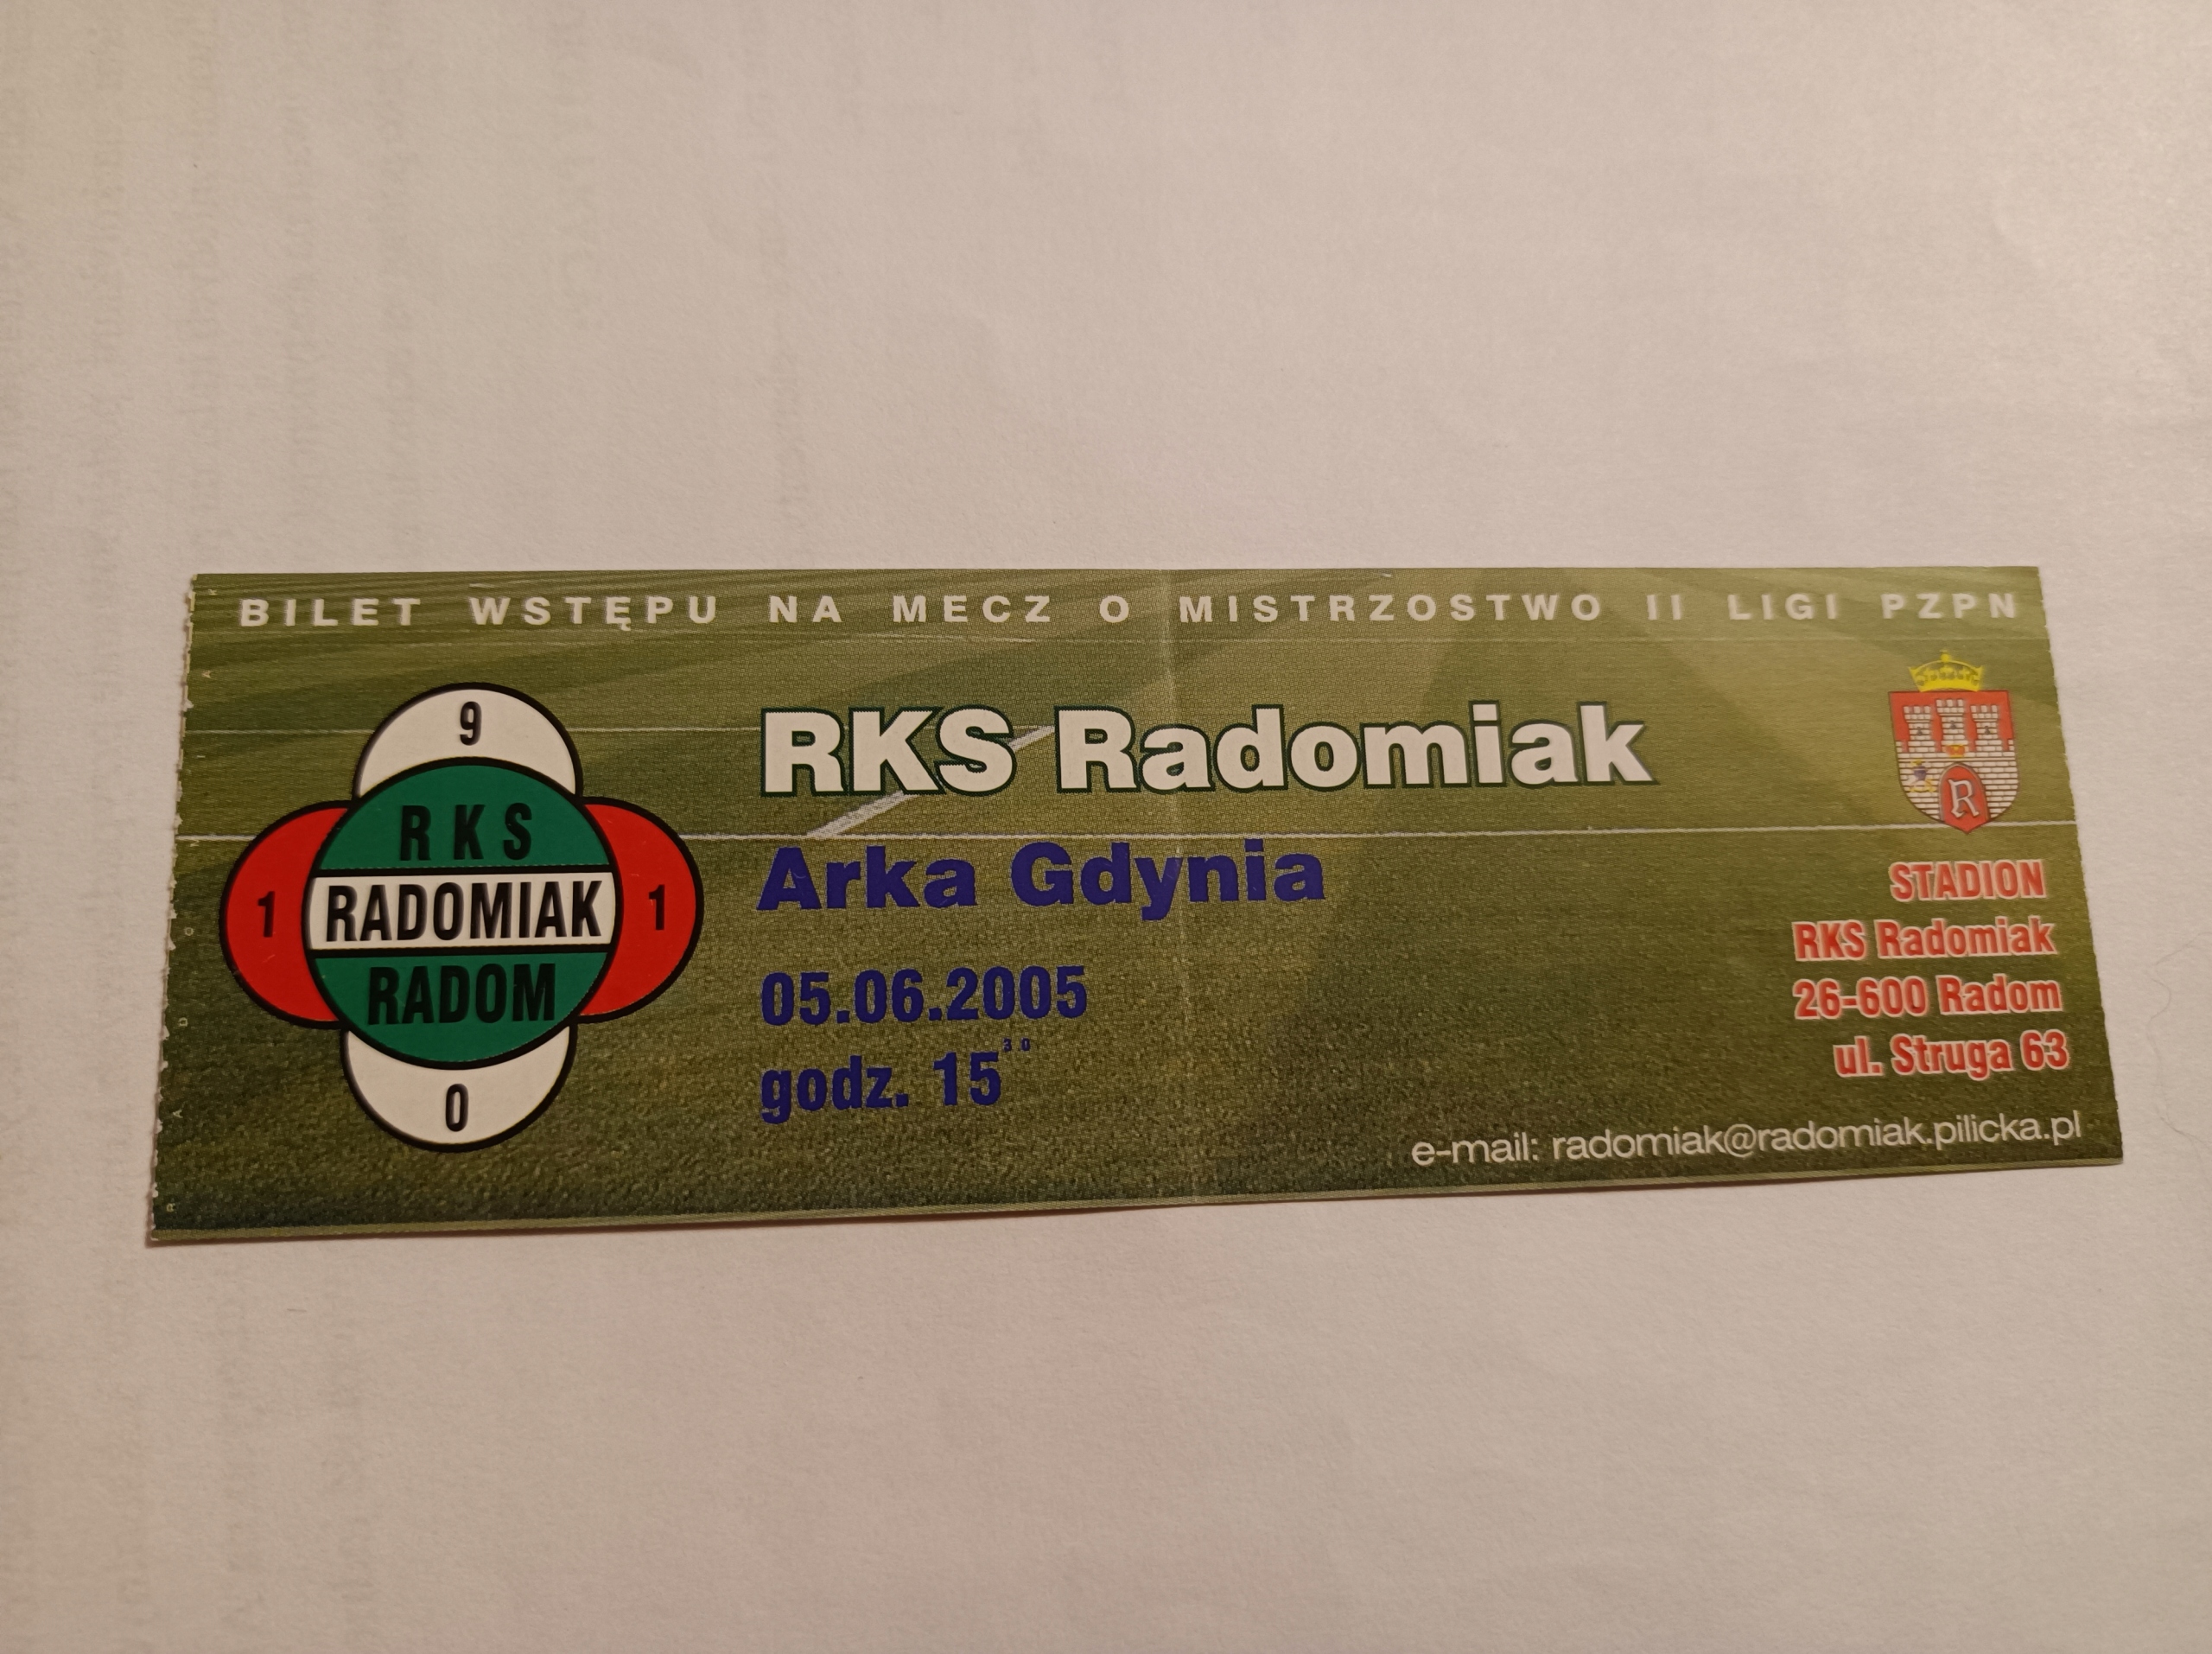 BILET WSTĘPU NA MECZ O MISTRZOSTWO II LIGI PZPN
9
RKS
1 RADOMIAK 1
RADOM
0
RKS Radomiak
Arka Gdynia
05.06.2005
godz. 15³⁰
R
STADION
RKS Radomiak
26-600 Radom
ul. Struga 63
e-mail: radomiak@radomiak.pilicka.pl